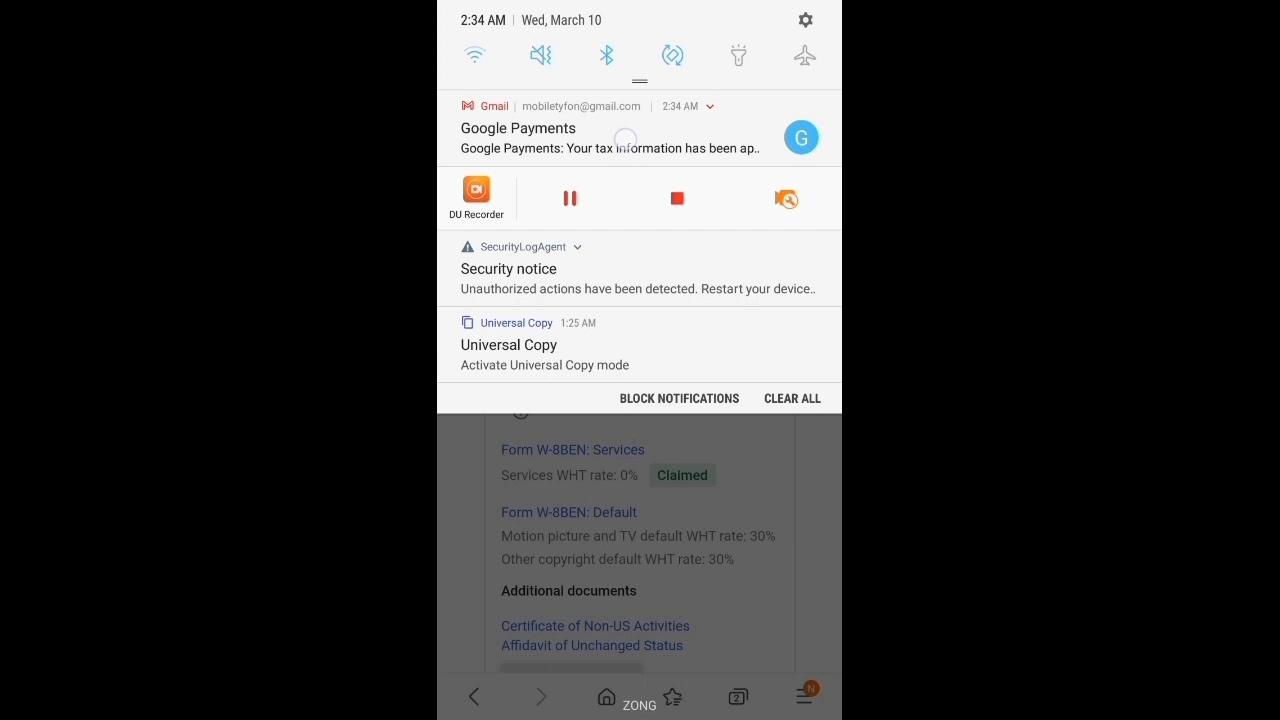 2:34 AM | Wed, March 10
Gmail | mobiletyfon@gmail.com | 2:34 AM
Google Payments
Google Payments: Your tax information has been ap..
G
DU Recorder
SecurityLogAgent
Security notice
Unauthorized actions have been detected. Restart your device..
Universal Copy 1:25 AM
Universal Copy
Activate Universal Copy mode
BLOCK NOTIFICATIONS CLEAR ALL
Form W-8BEN: Services
Services WHT rate: 0% Claimed
Form W-8BEN: Default
Motion picture and TV default WHT rate: 30%
Other copyright default WHT rate: 30%
Additional documents
Certificate of Non-US Activities
Affidavit of Unchanged Status
2
N
ZONG